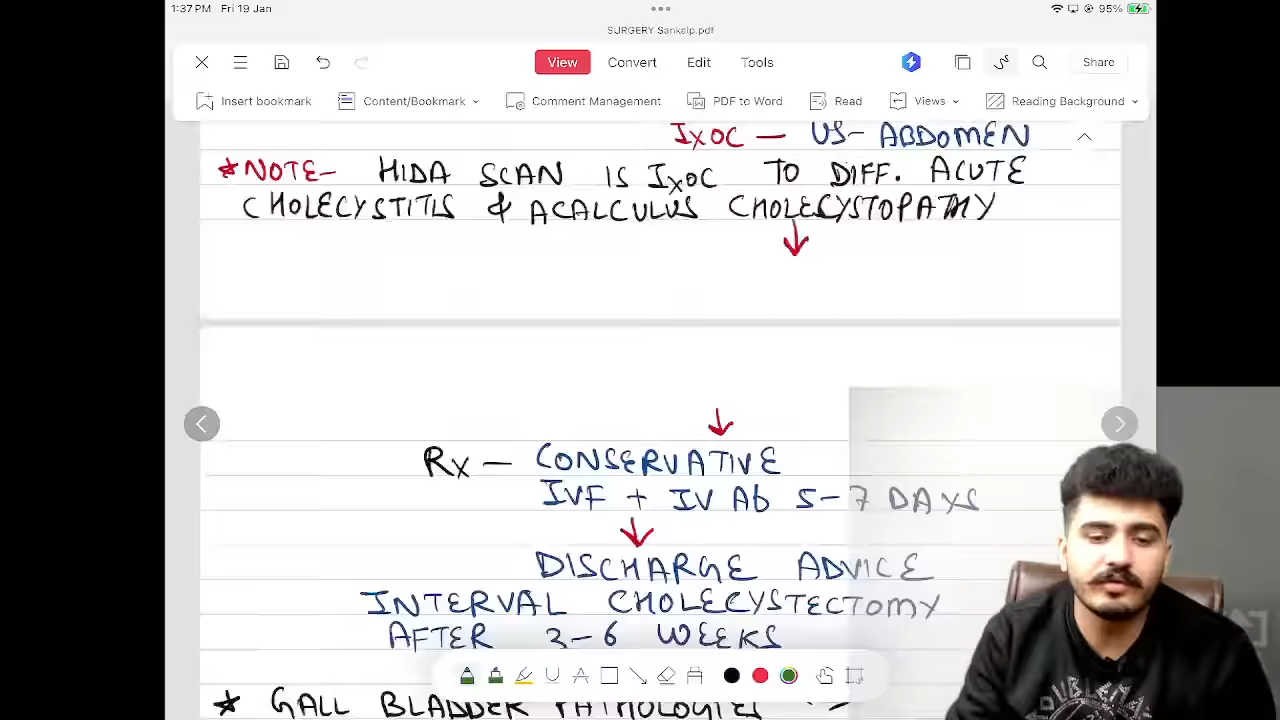 1:37 PM Fri 19 Jan
95%
SURGERY Sankalp.pdf
View Convert Edit Tools Share
Insert bookmark Content/Bookmark Comment Management PDF to Word Read Views Reading Background
IxOC — US- ABDOMEN
*NOTE- HIDA SCAN IS IxOC TO DIFF. ACUTE
CHOLECYSTITIS & ACALCULUS CHOLECYSTOPATHY
Rx — CONSERVATIVE
IVF + IV Ab 5-7 DAYS
DISCHARGE ADVICE
INTERVAL CHOLECYSTECTOMY
AFTER 3-6 WEEKS
* GALL BLADDER PATHOLOGIES